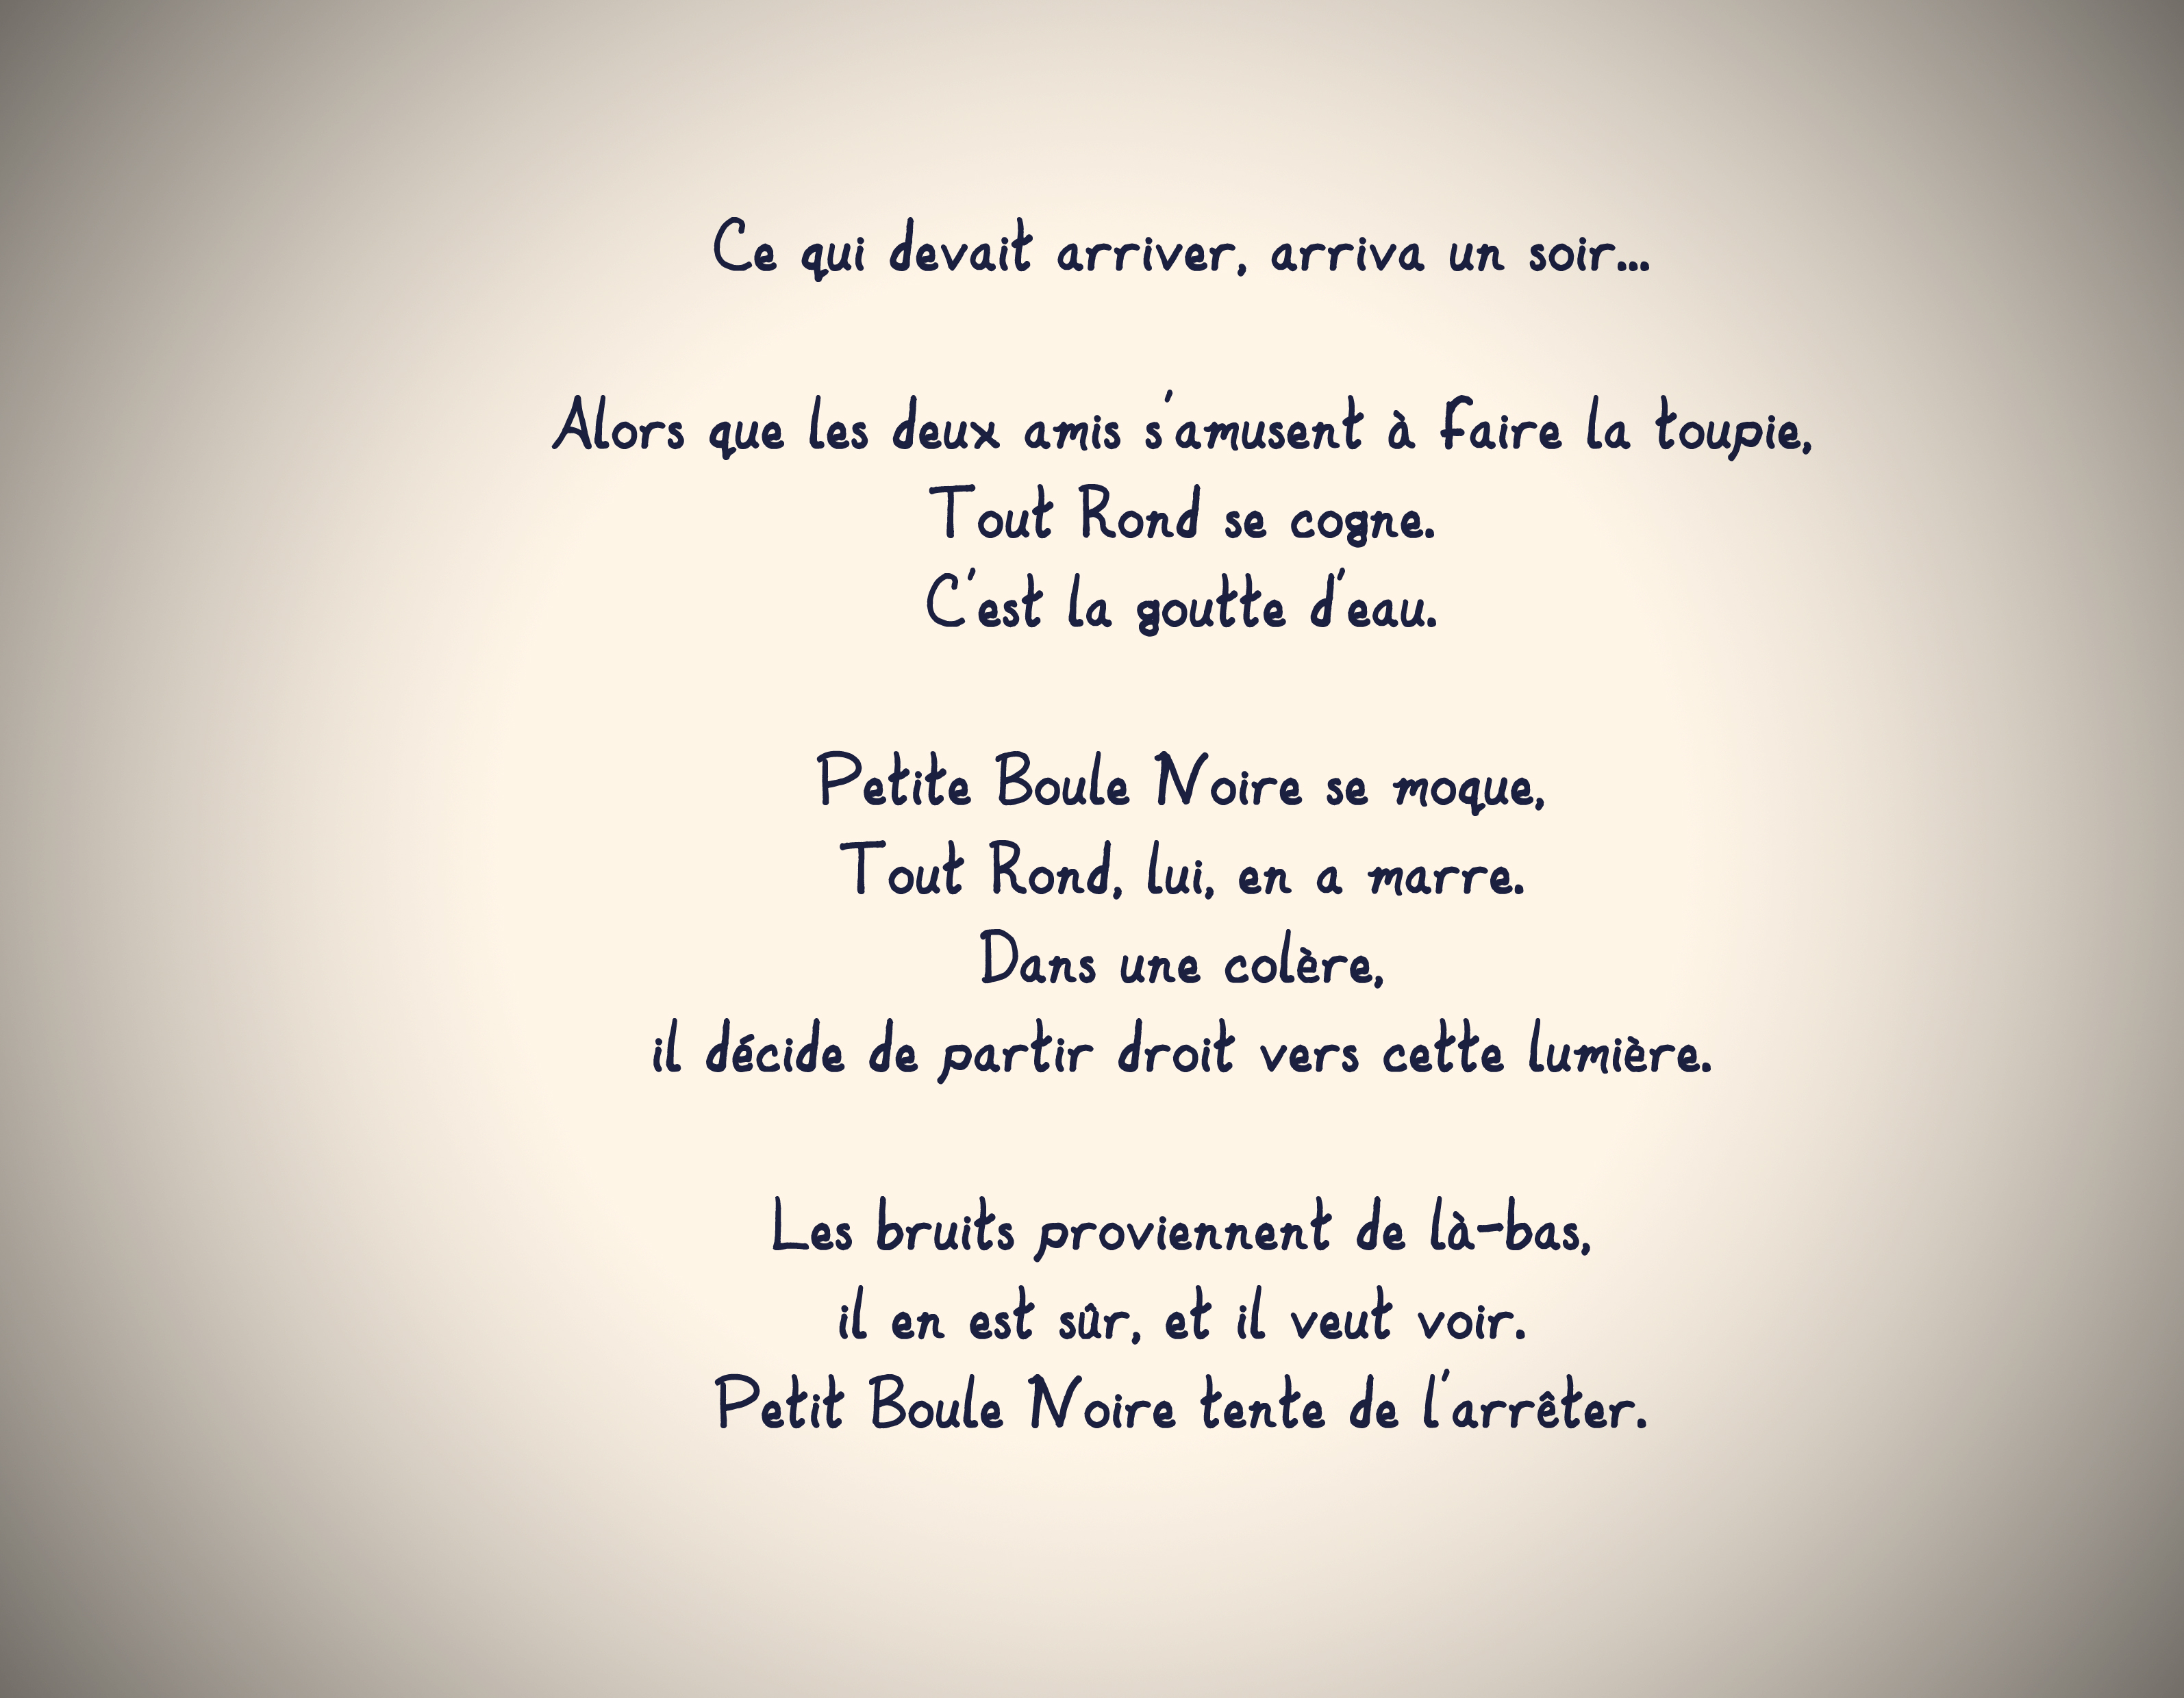 Ce qui devait arriver, arriva un soir...
Alors que les deux amis s'amusent à faire la toupie,
Tout Rond se cogne.
C'est la goutte d'eau.
Petite Boule Noire se moque,
Tout Rond, lui, en a marre.
Dans une colère,
il décide de partir droit vers cette lumière.
Les bruits proviennent de là-bas,
il en est sûr, et il veut voir.
Petit Boule Noire tente de l'arrêter.